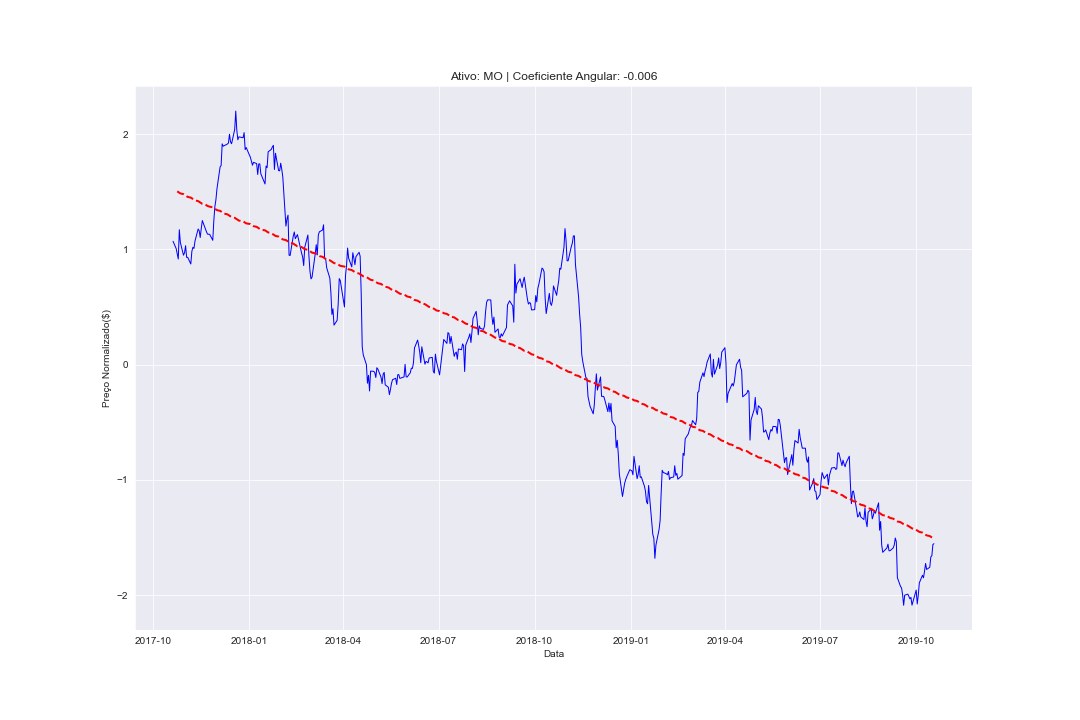 Ativo: MO | Coeficiente Angular: -0.006
Preço Normalizado($)
2
1
0
−1
−2
2017-10 2018-01 2018-04 2018-07 2018-10 2019-01 2019-04 2019-07 2019-10
Data